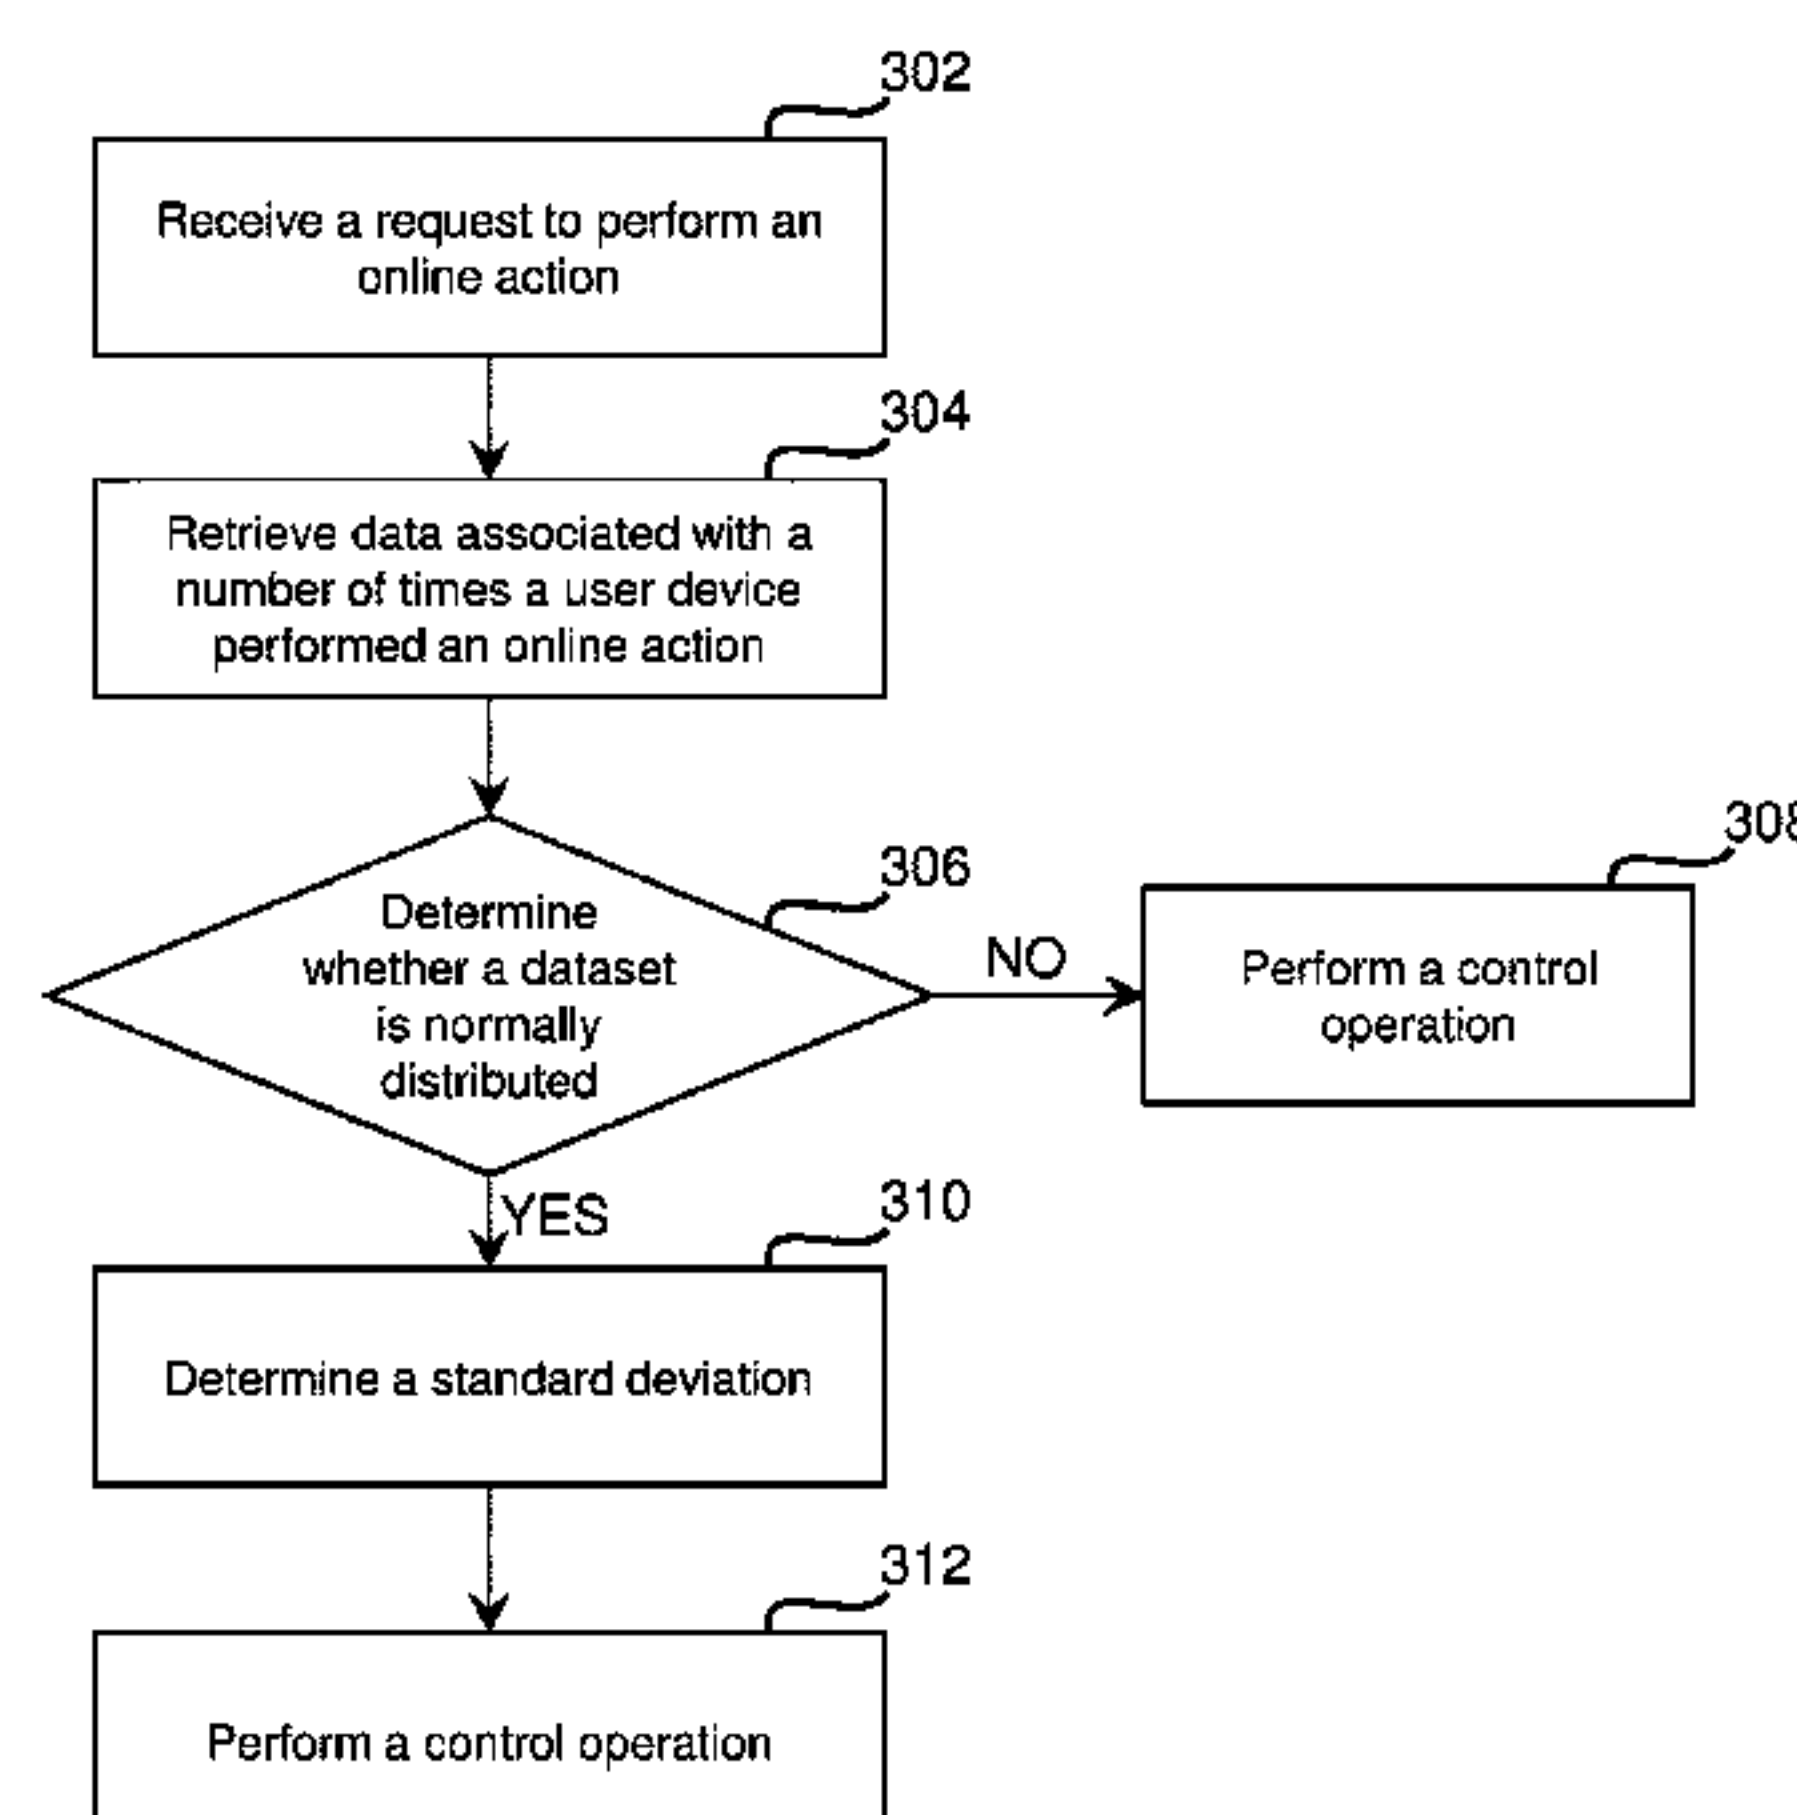 302
Receive a request to perform an
online action
304
Retrieve data associated with a
number of times a user device
performed an online action
306
Determine
whether a dataset
is normally
distributed
NO
308
Perform a control
operation
YES
310
Determine a standard deviation
312
Perform a control operation